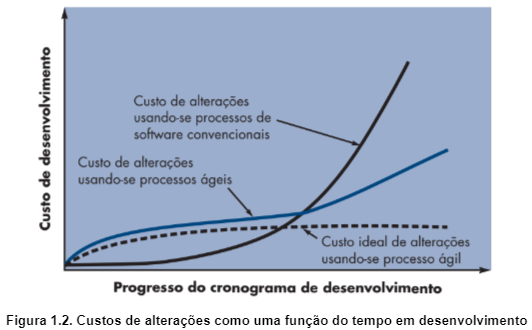 Custo de desenvolvimento
Custo de alterações
usando-se processos de
software convencionais
Custo de alterações
usando-se processos ágeis
Custo ideal de alterações
usando-se processo ágil
Progresso do cronograma de desenvolvimento
Figura 1.2. Custos de alterações como uma função do tempo em desenvolvimento